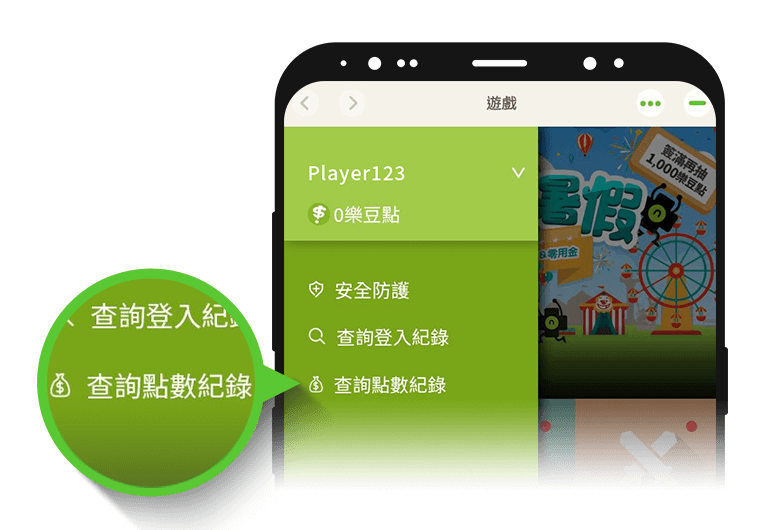 遊戲
Player123
0樂豆點
安全防護
查詢登入紀錄
查詢點數紀錄
查詢登入紀錄
查詢點數紀錄
簽滿再抽
1,000樂豆點
暑假
&零用金